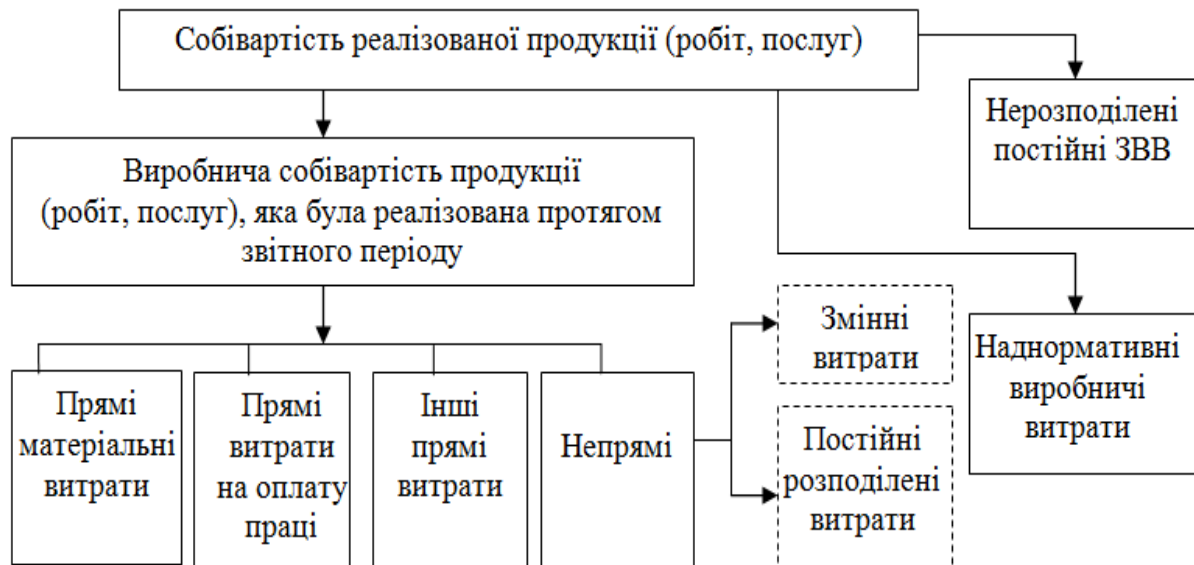 Собівартість реалізованої продукції (робіт, послуг)
Нерозподілені
постійні ЗВВ
Виробнича собівартість продукції
(робіт, послуг), яка була реалізована протягом
звітного періоду
Прямі
матеріальні
витрати
Прямі
витрати
на оплату
праці
Інші
прямі
витрати
Непрямі
Змінні
витрати
Постійні
розподілені
витрати
Наднормативні
виробничі
витрати